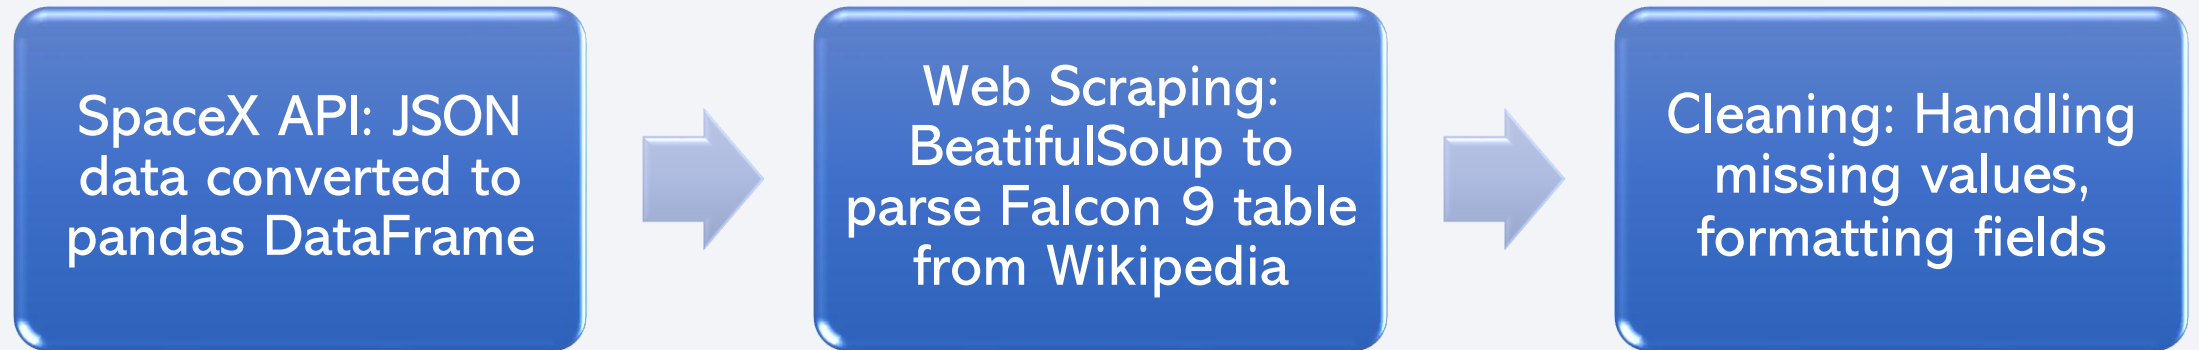 SpaceX API: JSON
data converted to
pandas DataFrame
Web Scraping:
BeatifulSoup to
parse Falcon 9 table
from Wikipedia
Cleaning: Handling
missing values,
formatting fields